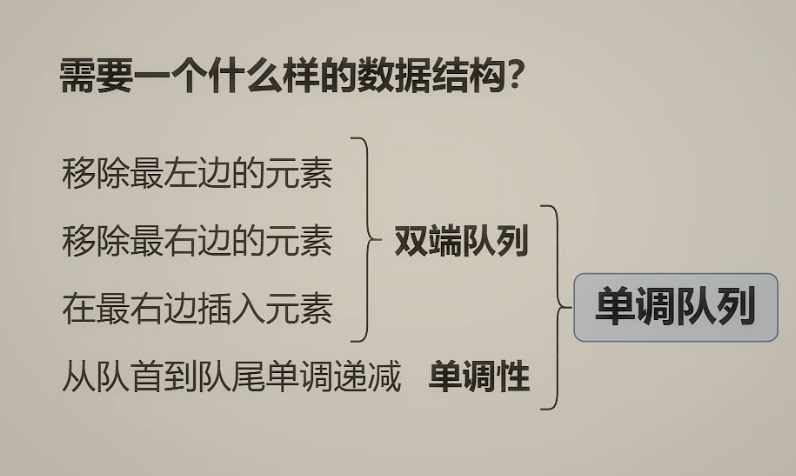 需要一个什么样的数据结构？
移除最左边的元素
移除最右边的元素
双端队列
在最右边插入元素
单调队列
从队首到队尾单调递减 单调性